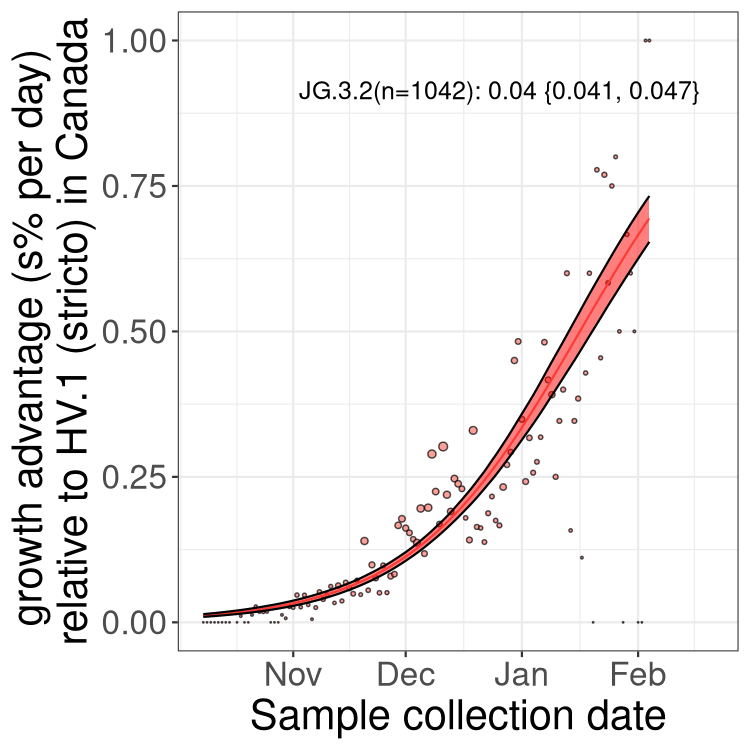 growth advantage (s% per day)
relative to HV.1 (stricto) in Canada
1.00
JG.3.2(n=1042): 0.04 {0.041, 0.047}
0.75
0.50
0.25
0.00
Nov Dec Jan Feb
Sample collection date